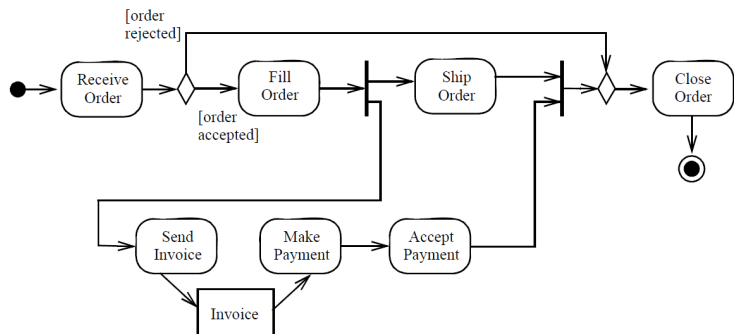 [order
rejected]
Receive
Order
Fill
Order
Ship
Order
Close
Order
[order
accepted]
Send
Invoice
Make
Payment
Accept
Payment
Invoice